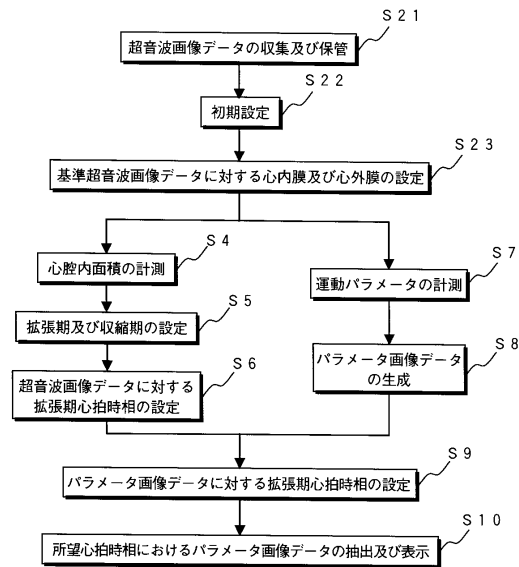 S21
超音波画像データの収集及び保管
S22
初期設定
S23
基準超音波画像データに対する心内膜及び心外膜の設定
S4
心腔内面積の計測
S5
拡張期及び収縮期の設定
S6
超音波画像データに対する
拡張期心拍時相の設定
S7
運動パラメータの計測
S8
パラメータ画像データ
の生成
S9
パラメータ画像データに対する拡張期心拍時相の設定
S10
所望心拍時相におけるパラメータ画像データの抽出及び表示